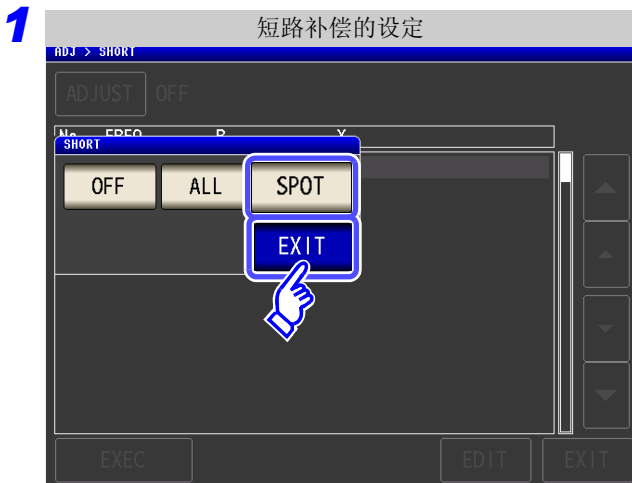 1
短路补偿的设定
ADJ > SHORT
ADJUST OFF
No. FREQ R X
SHORT
OFF ALL SPOT
EXIT
EXEC EDIT EXIT